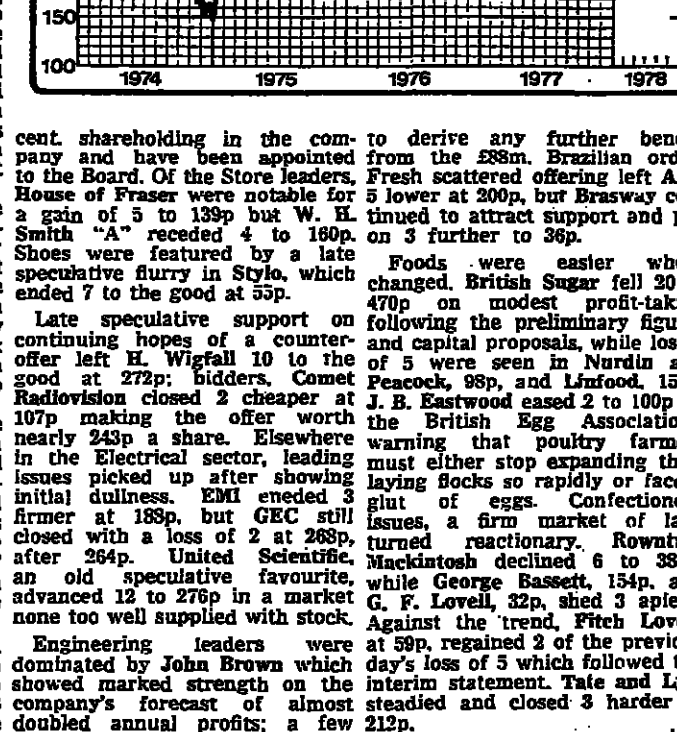 150
100
1974 1975 1976 1977 1978
cent. shareholding in the com-
pany and have been appointed
to the Board. Of the Store leaders,
House of Fraser were notable for
a gain of 5 to 139p but W. H.
Smith "A" receded 4 to 160p.
Shoes were featured by a late
speculative flurry in Stylo, which
ended 7 to the good at 55p.
Late speculative support on
continuing hopes of a counter-
offer left H. Wigfall 10 to the
good at 272p; bidders, Comet
Radiovision closed 2 cheaper at
107p making the offer worth
nearly 243p a share. Elsewhere
in the Electrical sector, leading
issues picked up after showing
initial dullness. EMI eneded 3
firmer at 188p, but GEC still
closed with a loss of 2 at 268p,
after 264p. United Scientific,
an old speculative favourite,
advanced 12 to 276p in a market
none too well supplied with stock.
Engineering leaders were
dominated by John Brown which
showed marked strength on the
company's forecast of almost
doubled annual profits; a few
to derive any further bene
from the £88m. Brazilian ord
Fresh scattered offering left A
5 lower at 200p, but Brasway co
tinued to attract support and p
on 3 further to 36p.
Foods were easier whe
changed. British Sugar fell 20
470p on modest profit-taki
following the preliminary figu
and capital proposals, while loss
of 5 were seen in Nurdin a
Peacock, 98p, and Linfood, 15
J. B. Eastwood eased 2 to 100p
the British Egg Associatio
warning that poultry farme
must either stop expanding the
laying flocks so rapidly or face
glut of eggs. Confectione
issues, a firm market of la
turned reactionary. Rownt
Mackintosh declined 6 to 38
while George Bassett, 154p, a
G. F. Lovell, 32p, shed 3 apie
Against the trend, Fitch Lov
at 59p, regained 2 of the previo
day's loss of 5 which followed t
interim statement. Tate and L
steadied and closed 3 harder
212p.